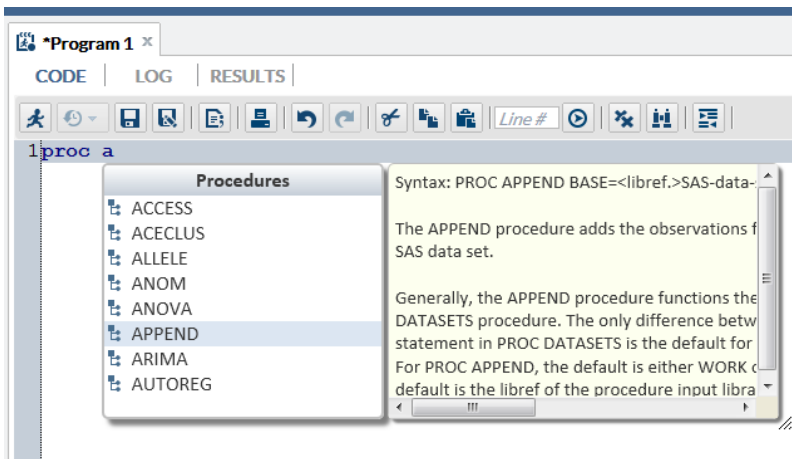 *Program 1 ×
CODE LOG RESULTS
Line #
1 proc a
Procedures
ACCESS
ACECLUS
ALLELE
ANOM
ANOVA
APPEND
ARIMA
AUTOREG
Syntax: PROC APPEND BASE=<libref.>SAS-data-
The APPEND procedure adds the observations f
SAS data set.
Generally, the APPEND procedure functions the
DATASETS procedure. The only difference betw
statement in PROC DATASETS is the default for
For PROC APPEND, the default is either WORK
default is the libref of the procedure input libra